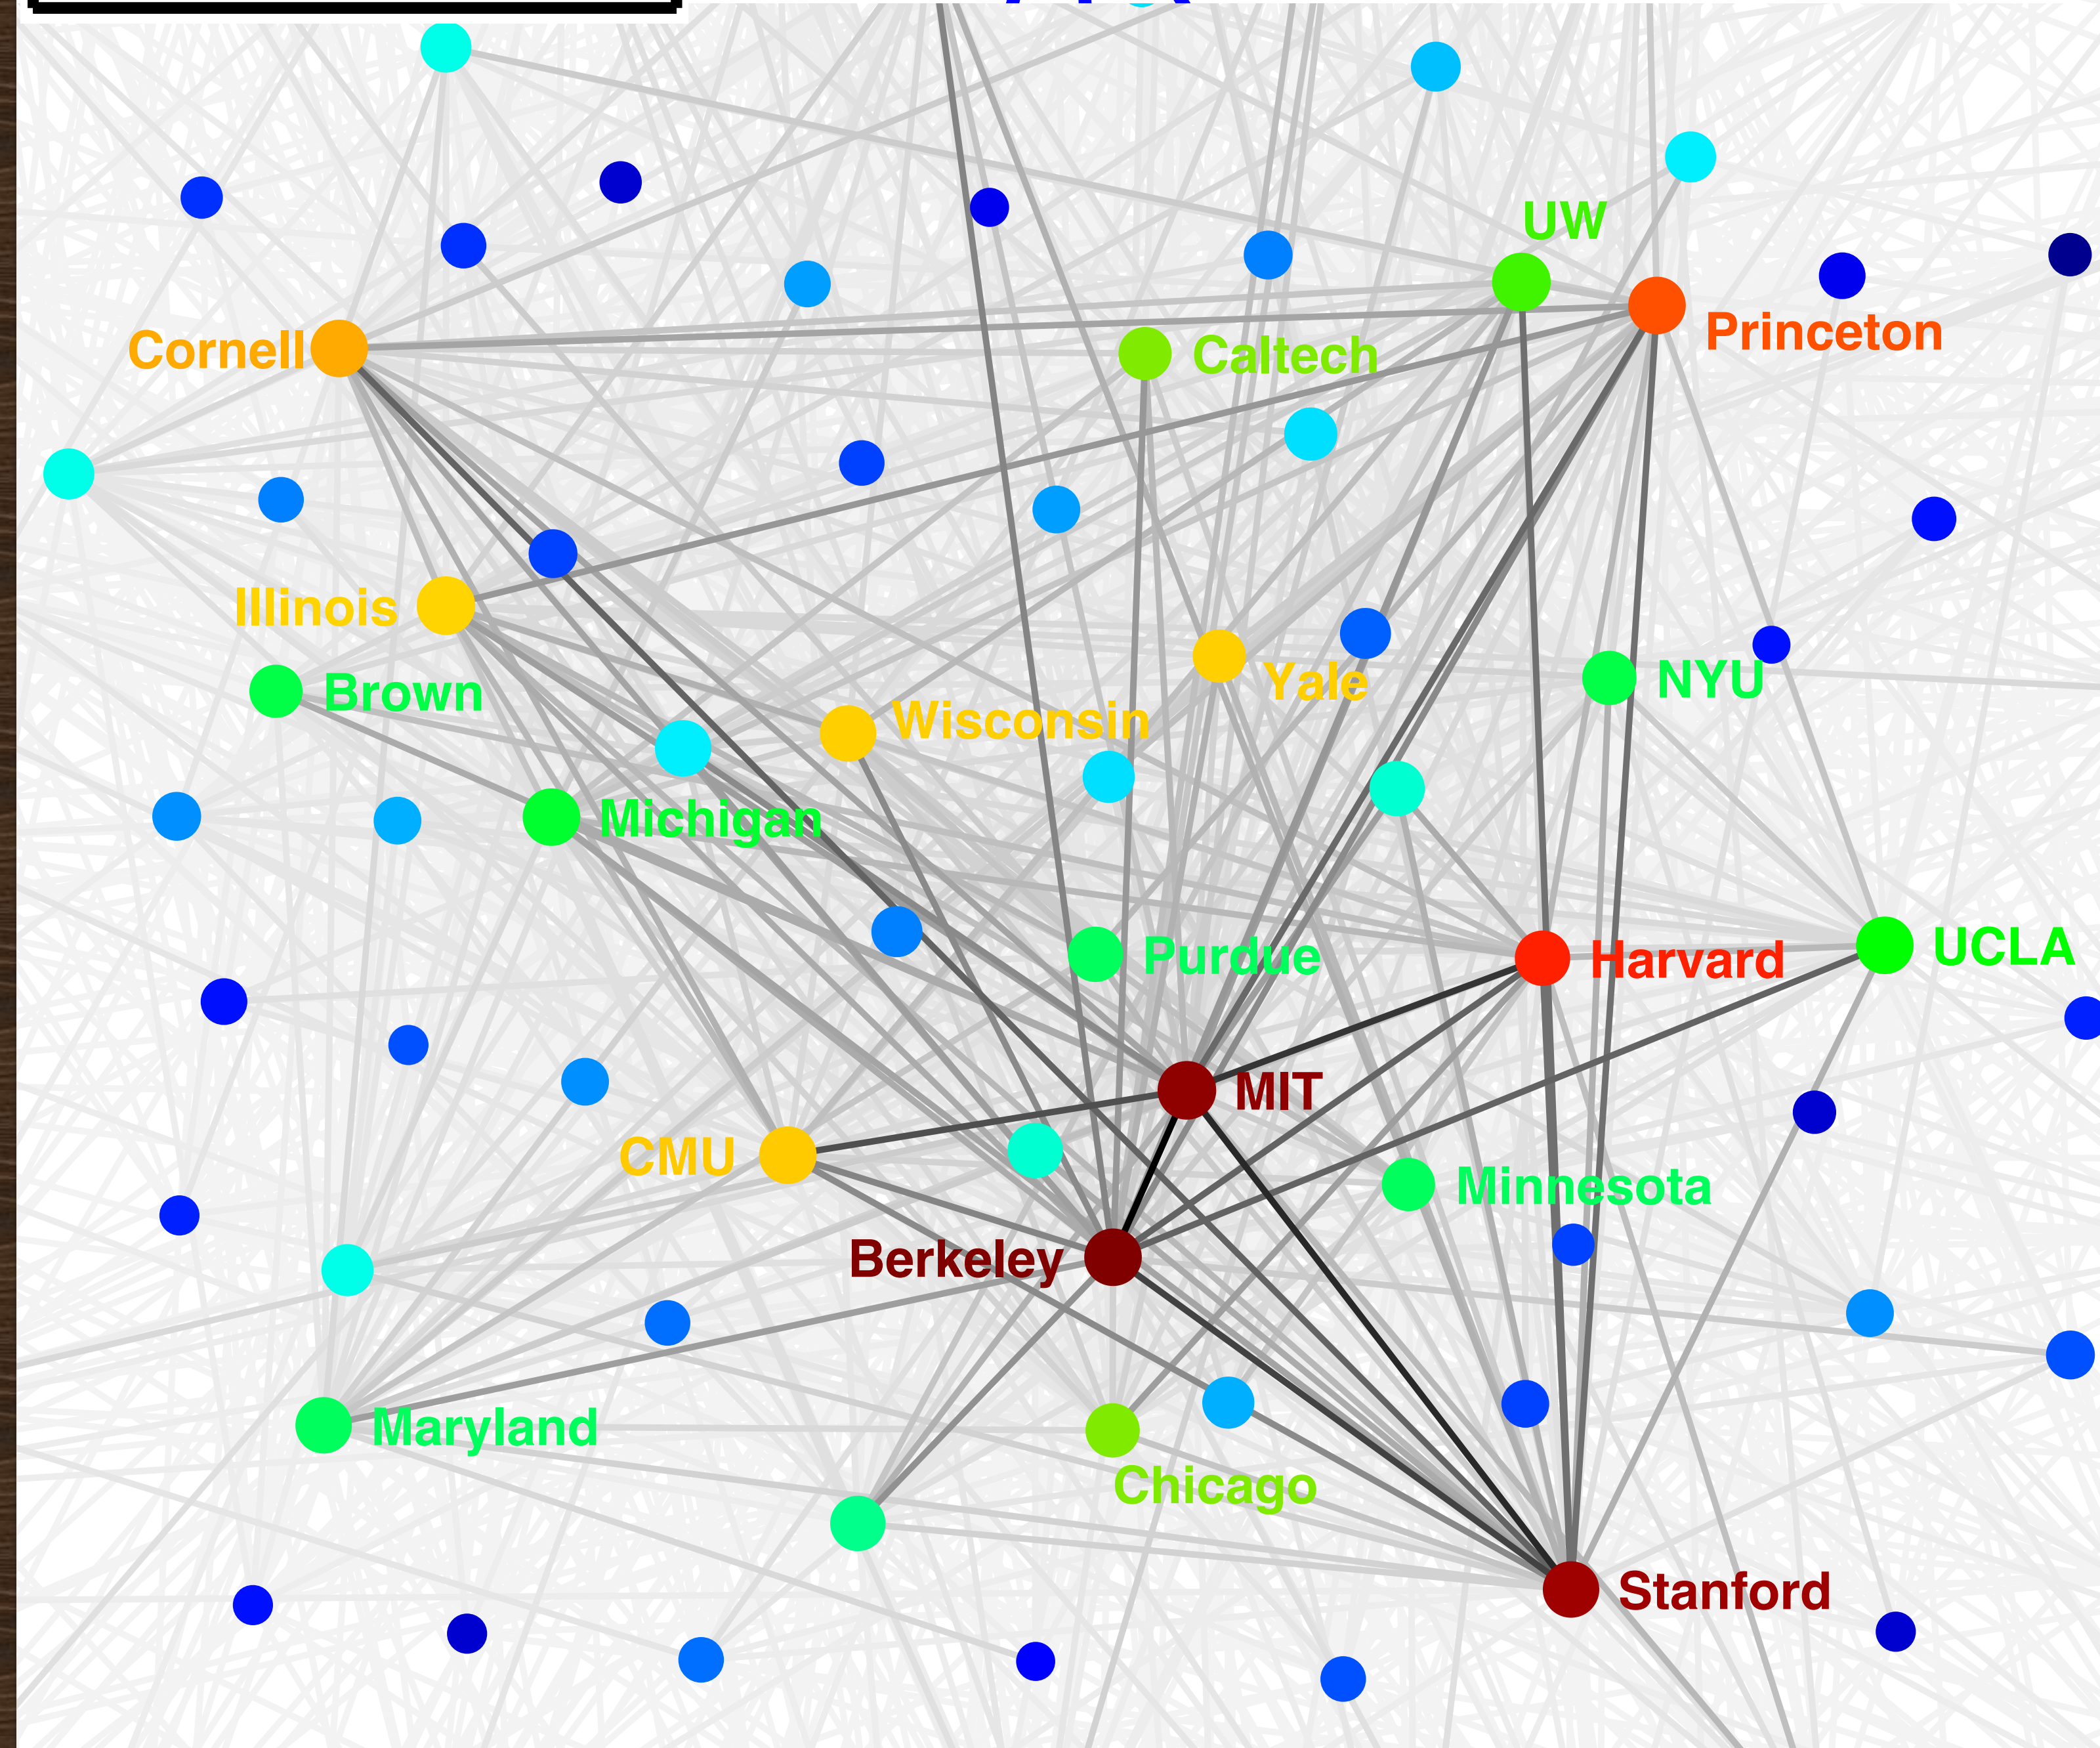 UW
Princeton
Cornell
Caltech
Illinois
Brown
Yale
NYU
Wisconsin
Michigan
Purdue
Harvard
UCLA
MIT
CMU
Minnesota
Berkeley
Maryland
Chicago
Stanford